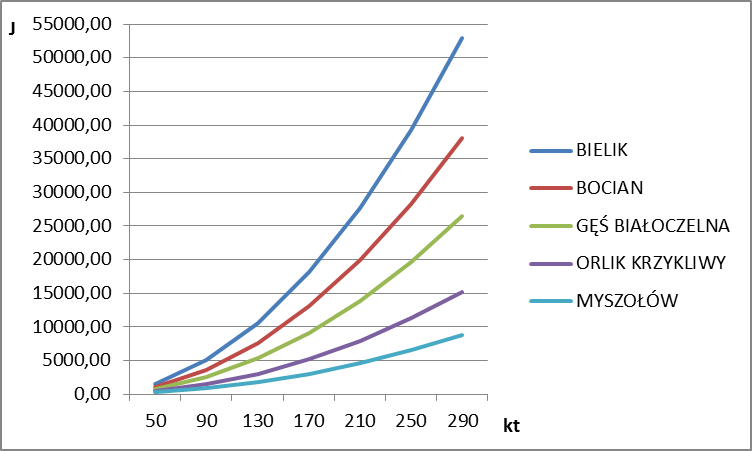 J
55000,00
50000,00
45000,00
40000,00
35000,00
30000,00
25000,00
20000,00
15000,00
10000,00
5000,00
0,00
50 90 130 170 210 250 290
kt
BIELIK
BOCIAN
GĘŚ BIAŁOCZELNA
ORLIK KRZYKLIWY
MYSZOŁÓW